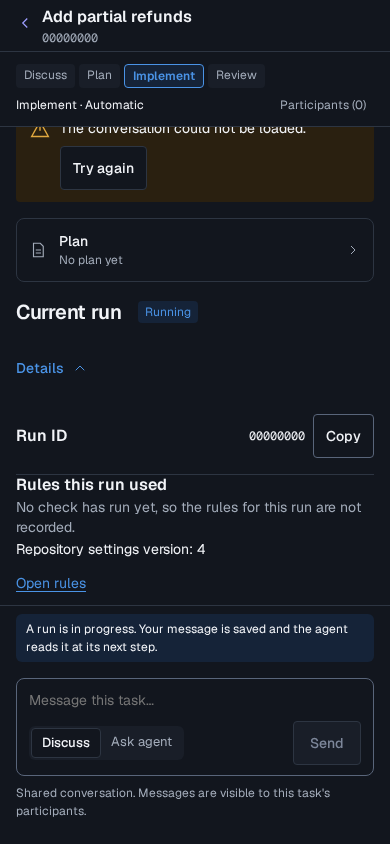 Add partial refunds
00000000
Discuss
Plan
Implement
Review
Implement · Automatic
Participants (0)
The conversation could not be loaded.
Try again
Plan
No plan yet
Current run
Running
Details
Run ID
00000000
Copy
Rules this run used
No check has run yet, so the rules for this run are not
recorded.
Repository settings version: 4
Open rules
A run is in progress. Your message is saved and the agent
reads it at its next step.
Message this task...
Discuss
Ask agent
Send
Shared conversation. Messages are visible to this task's
participants.